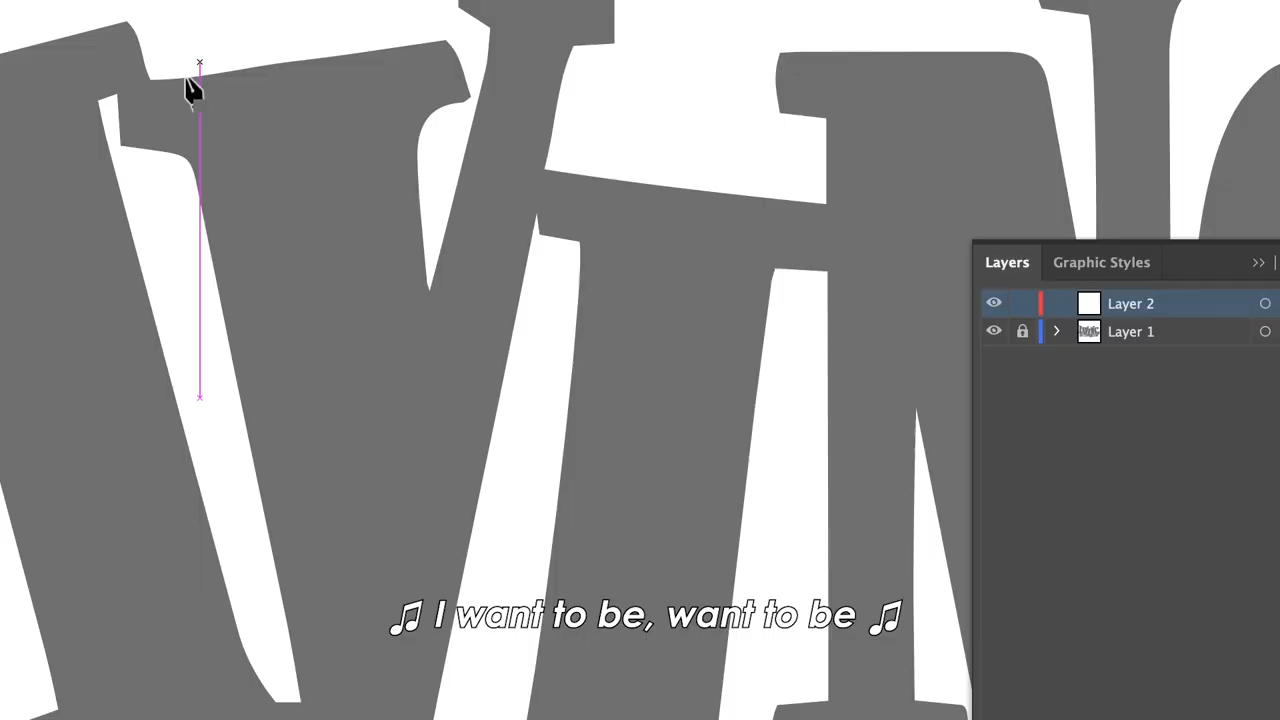 Layers Graphic Styles
Layer 2
Layer 1
♫ I want to be, want to be ♫